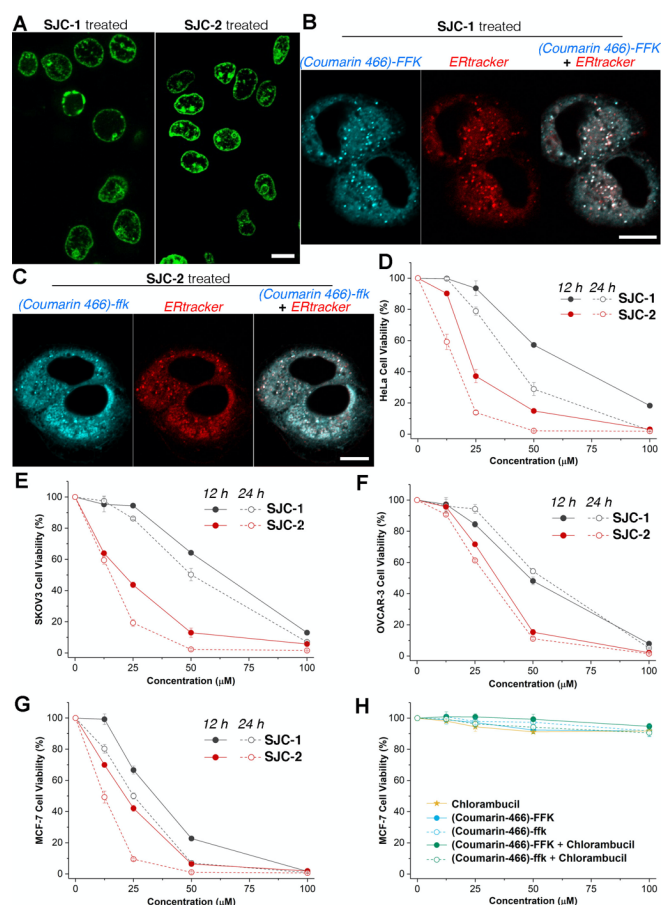 A
SJC-1 treated
SJC-2 treated
B
SJC-1 treated
(Coumarin 466)-FFK
ERtracker
(Coumarin 466)-FFK
+ ERtracker
C
SJC-2 treated
(Coumarin 466)-ffk
ERtracker
(Coumarin 466)-ffk
+ ERtracker
D
HeLa Cell Viability (%)
100
80
60
40
20
0
12 h 24 h
SJC-1
SJC-2
0 25 50 75 100
Concentration (μM)
E
SKOV3 Cell Viability (%)
100
80
60
40
20
0
12 h 24 h
SJC-1
SJC-2
0 25 50 75 100
Concentration (μM)
F
OVCAR-3 Cell Viability (%)
100
80
60
40
20
0
12 h 24 h
SJC-1
SJC-2
0 25 50 75 100
Concentration (μM)
G
MCF-7 Cell Viability (%)
100
80
60
40
20
0
12 h 24 h
SJC-1
SJC-2
0 25 50 75 100
Concentration (μM)
H
MCF-7 Cell Viability (%)
100
80
60
40
20
0
Chlorambucil
(Coumarin-466)-FFK
(Coumarin-466)-ffk
(Coumarin-466)-FFK + Chlorambucil
(Coumarin-466)-ffk + Chlorambucil
0 25 50 75 100
Concentration (μM)